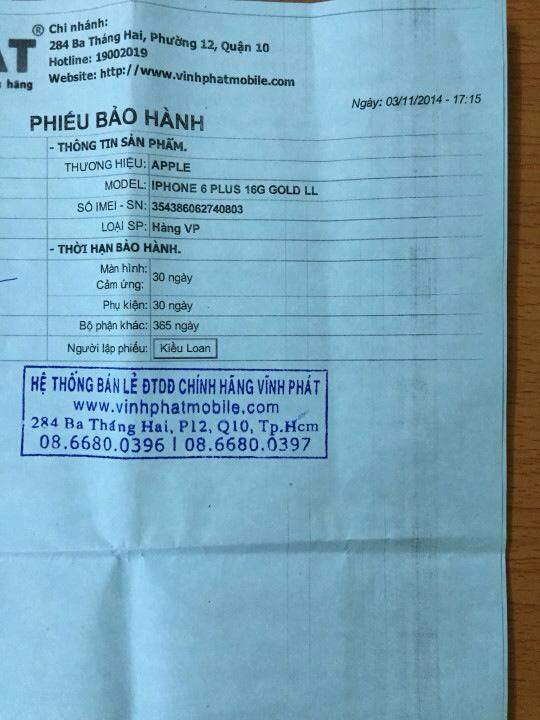 AT® Chi nhánh:
284 Ba Tháng Hai, Phường 12, Quận 10
Hotline: 19002019
hãng Website: http://www.vinhphatmobile.com
Ngày: 03/11/2014 - 17:15
PHIẾU BẢO HÀNH
- THÔNG TIN SẢN PHẨM.
THƯƠNG HIỆU: APPLE
MODEL: IPHONE 6 PLUS 16G GOLD LL
SỐ IMEI - SN: 354386062740803
LOẠI SP: Hàng VP
- THỜI HẠN BẢO HÀNH.
Màn hình:
Cảm ứng: 30 ngày
Phụ kiện: 30 ngày
Bộ phận khác: 365 ngày
Người lập phiếu: Kiều Loan
HỆ THỐNG BÁN LẺ ĐTDĐ CHÍNH HÃNG VĨNH PHÁT
www.vinhphatmobile.com
284 Ba Tháng Hai, P12, Q10, Tp.Hcm
08.6680.0396 | 08.6680.0397